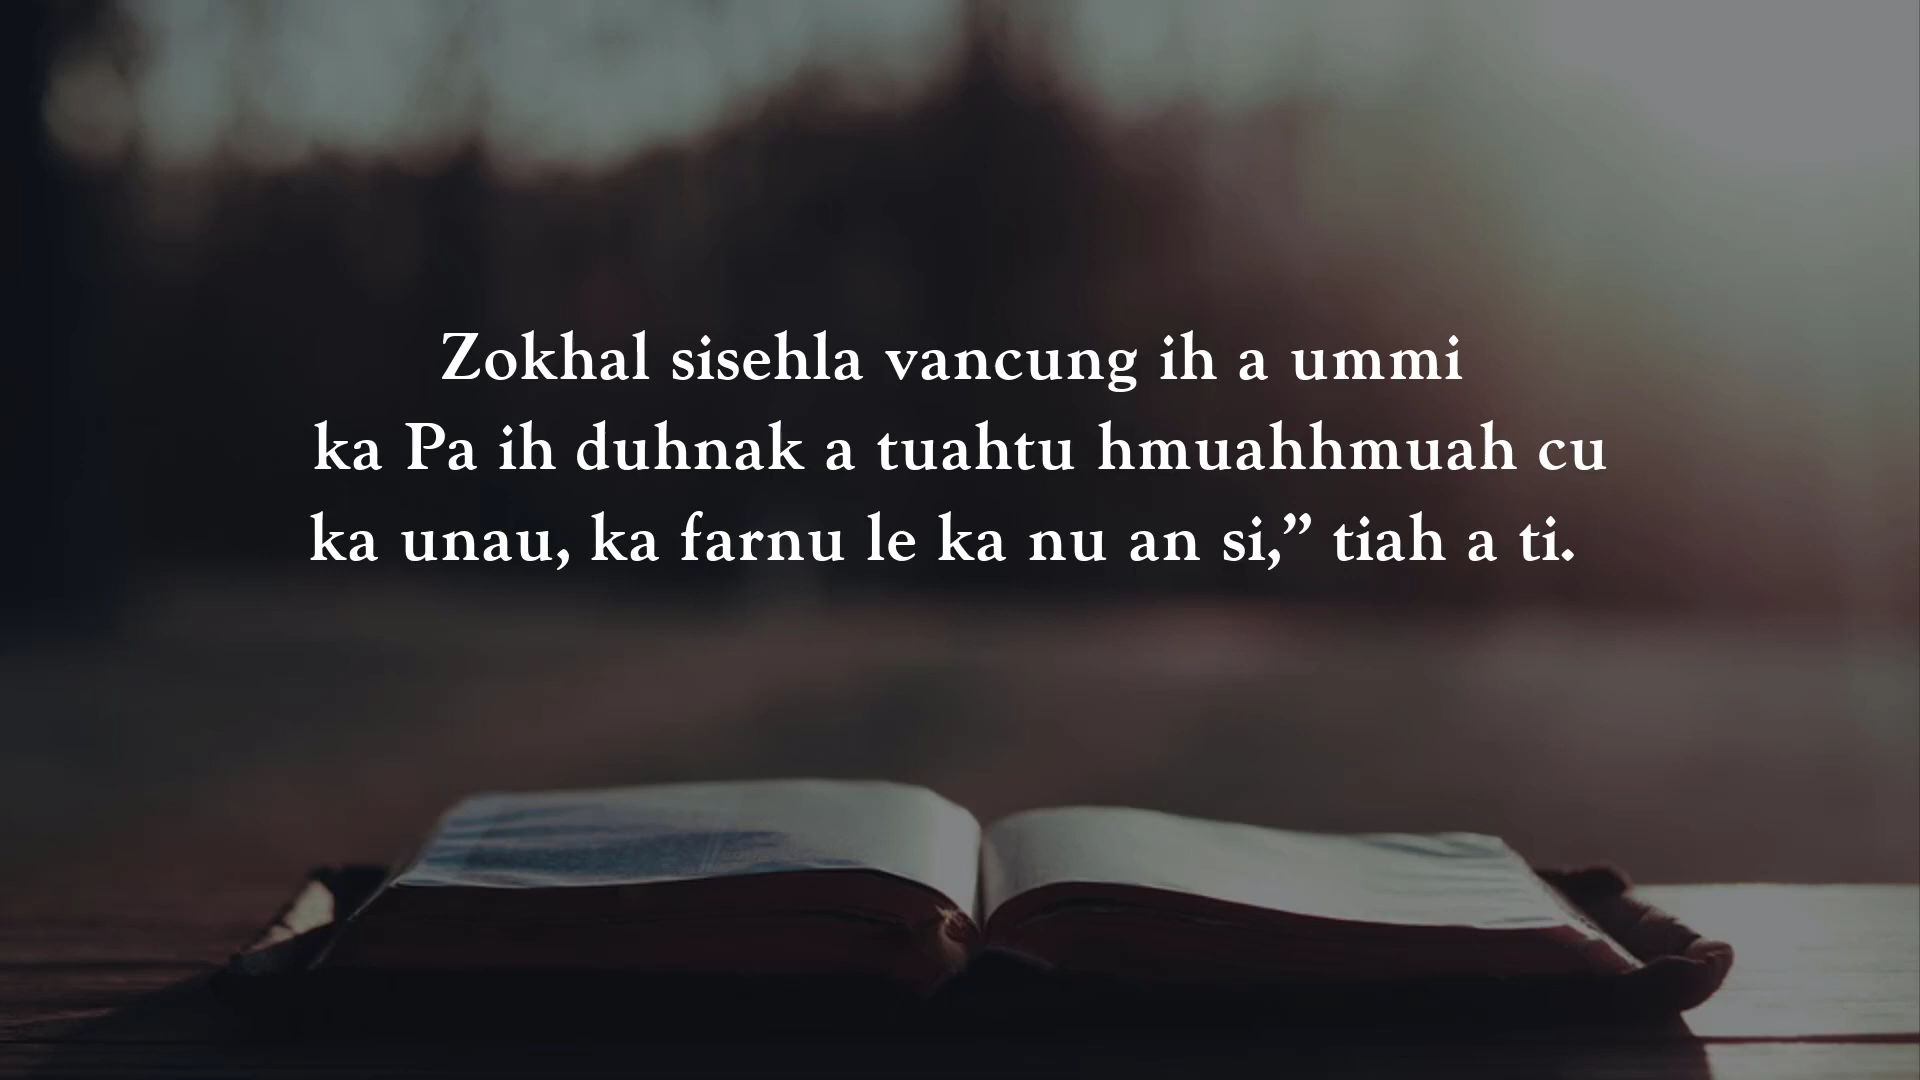 Zokhal sisehla vancung ih a ummi
ka Pa ih duhnak a tuahtu hmuahhmuah cu
ka unau, ka farnu le ka nu an si,” tiah a ti.